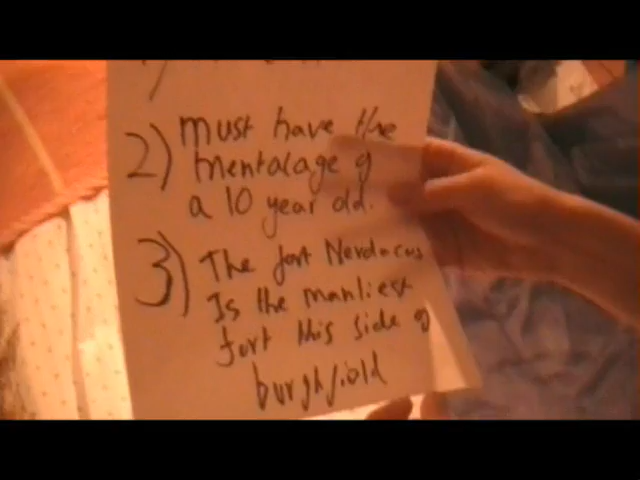 2) must have the
mentalage of
a 10 year old.
3) The fort Nerdacus
Is the manliest
fort this side of
burghfield